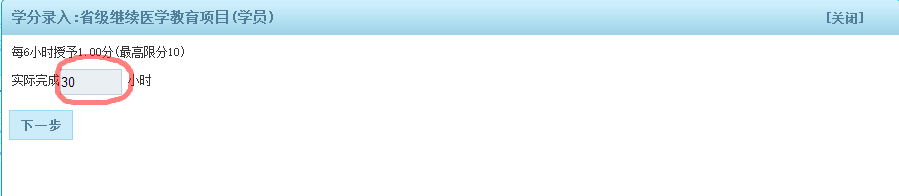 学分录入:省级继续医学教育项目(学员) [关闭]
每6小时授予1.00分(最高限分10)
实际完成 30 小时
下一步